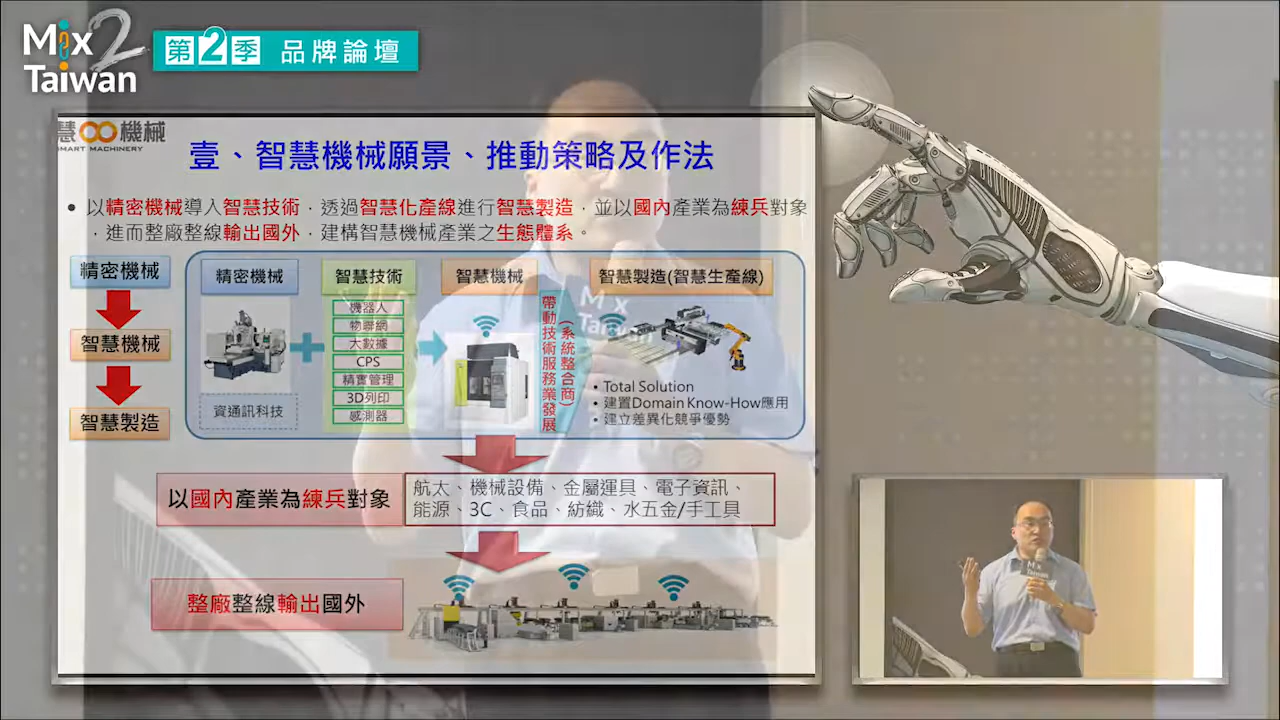 Mix 2
Taiwan
第2季 品牌論壇
慧 機械
MART MACHINERY
壹、智慧機械願景、推動策略及作法
• 以精密機械導入智慧技術，透過智慧化產線進行智慧製造，並以國內產業為練兵對象
，進而整廠整線輸出國外，建構智慧機械產業之生態體系。
精密機械
智慧機械
智慧製造
精密機械
資通訊科技
智慧技術
機器人
物聯網
大數據
CPS
精實管理
3D列印
感測器
智慧機械
帶動技術服務業發展
(系統整合商)
智慧製造(智慧生產線)
• Total Solution
• 建置Domain Know-How應用
• 建立差異化競爭優勢
以國內產業為練兵對象
航太、機械設備、金屬運具、電子資訊、
能源、3C、食品、紡織、水五金/手工具
整廠整線輸出國外
Mix
Taiwan
Mix
Taiwan